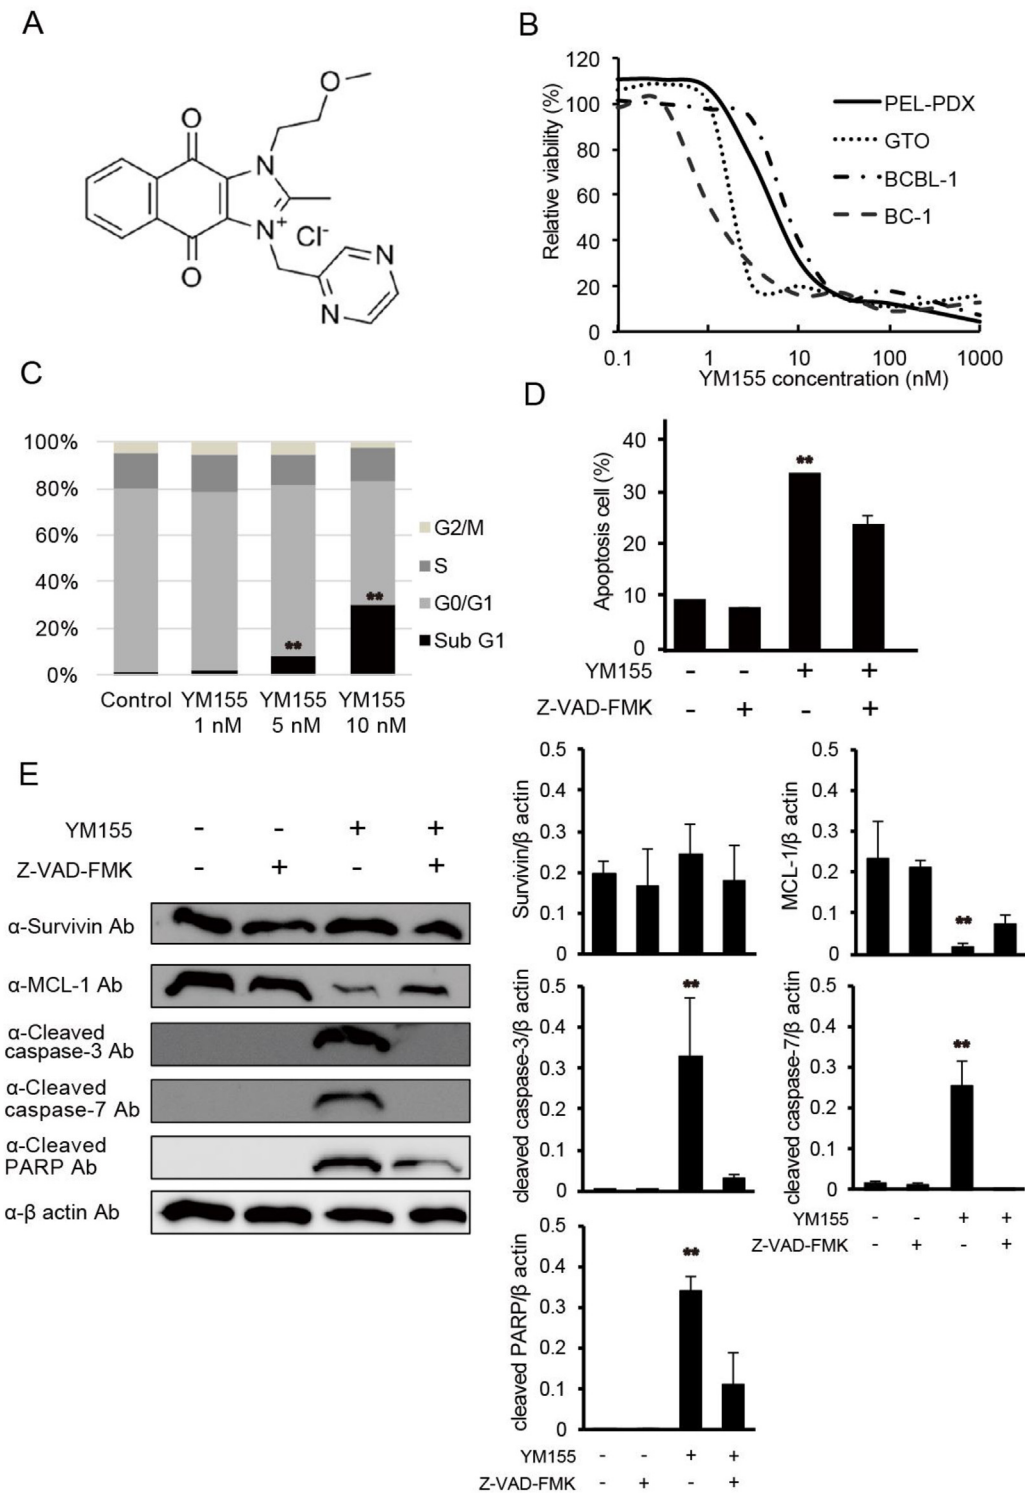 A
O
O
N
N+
Cl-
O
N
N
B
Relative viability (%)
120
100
80
60
40
20
0
0.1 1 10 100 1000
YM155 concentration (nM)
PEL-PDX
GTO
BCBL-1
BC-1
C
100%
80%
60%
40%
20%
0%
**
**
G2/M
S
G0/G1
Sub G1
Control YM155 YM155 YM155
1 nM 5 nM 10 nM
D
Apoptosis cell (%)
40
30
20
10
0
**
YM155 - - + +
Z-VAD-FMK - + - +
E
YM155 - - + +
Z-VAD-FMK - + - +
α-Survivin Ab
α-MCL-1 Ab
α-Cleaved
caspase-3 Ab
α-Cleaved
caspase-7 Ab
α-Cleaved
PARP Ab
α-β actin Ab
Survivin/β actin
0.5
0.4
0.3
0.2
0.1
0
MCL-1/β actin
0.5
0.4
0.3
0.2
0.1
0
**
cleaved caspase-3/β actin
0.5
0.4
0.3
0.2
0.1
0
**
cleaved caspase-7/β actin
0.5
0.4
0.3
0.2
0.1
0
**
YM155 - - + +
Z-VAD-FMK - + - +
cleaved PARP/β actin
0.5
0.4
0.3
0.2
0.1
0
**
YM155 - - + +
Z-VAD-FMK - + - +